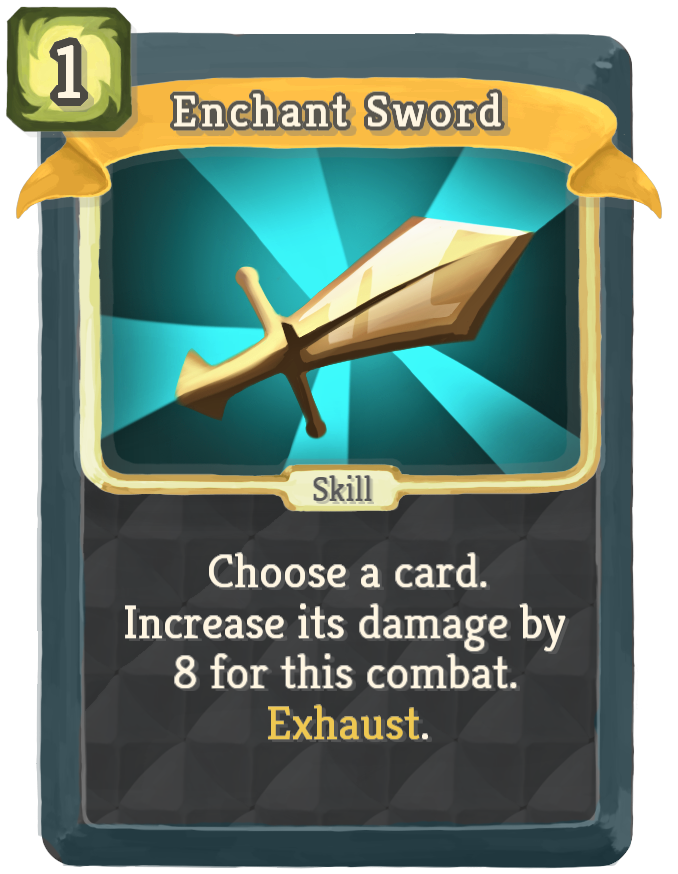 1
Enchant Sword
Skill
Choose a card.
Increase its damage by
8 for this combat.
Exhaust.